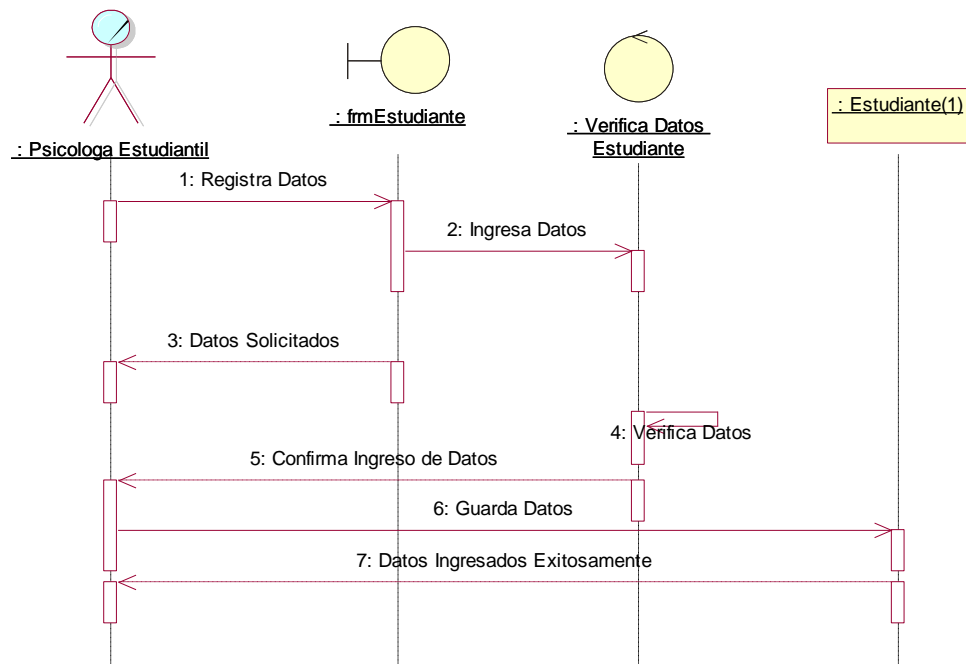 : Psicologa Estudiantil
: frmEstudiante
: Verifica Datos
Estudiante
: Estudiante(1)
1: Registra Datos
2: Ingresa Datos
3: Datos Solicitados
4: Verifica Datos
5: Confirma Ingreso de Datos
6: Guarda Datos
7: Datos Ingresados Exitosamente